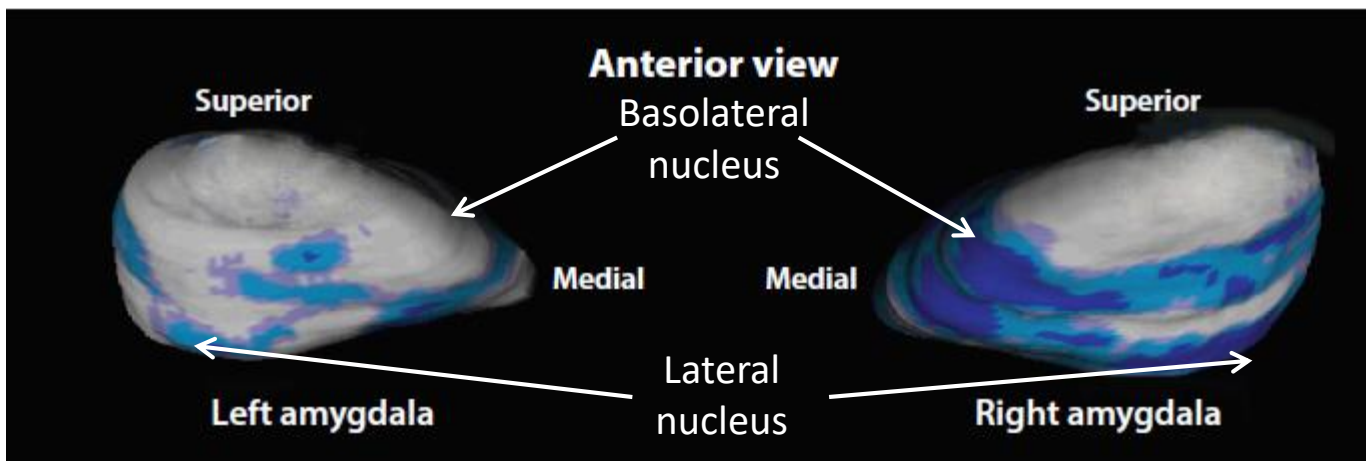 Anterior view
Superior
Superior
Basolateral
nucleus
Medial
Medial
Lateral
nucleus
Left amygdala
Right amygdala